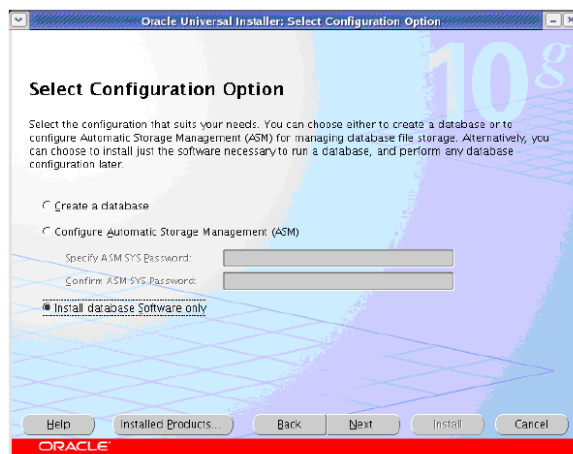 Oracle Universal Installer: Select Configuration Option
10g
Select Configuration Option
Select the configuration that suits your needs. You can choose either to create a database or to
configure Automatic Storage Management (ASM) for managing database file storage. Alternatively, you
can choose to install just the software necessary to run a database, and perform any database
configuration later.
Create a database
Configure Automatic Storage Management (ASM)
Specify ASM SYS Password:
Confirm ASM SYS Password:
Install database Software only
Help
Installed Products...
Back
Next
Install
Cancel
ORACLE